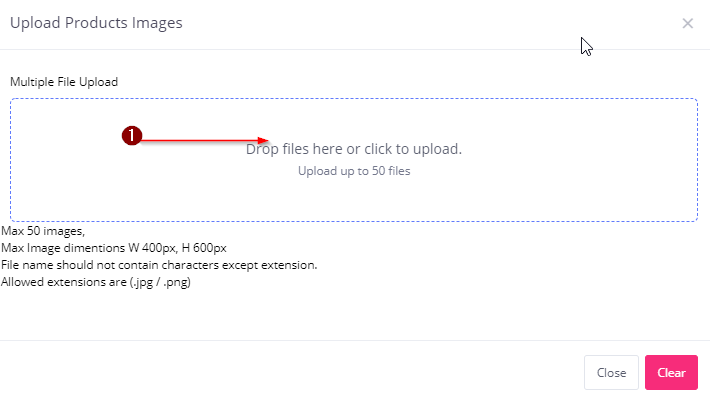 Upload Products Images
Multiple File Upload
1
Drop files here or click to upload.
Upload up to 50 files
Max 50 images,
Max Image dimentions W 400px, H 600px
File name should not contain characters except extension.
Allowed extensions are (.jpg / .png)
Close
Clear